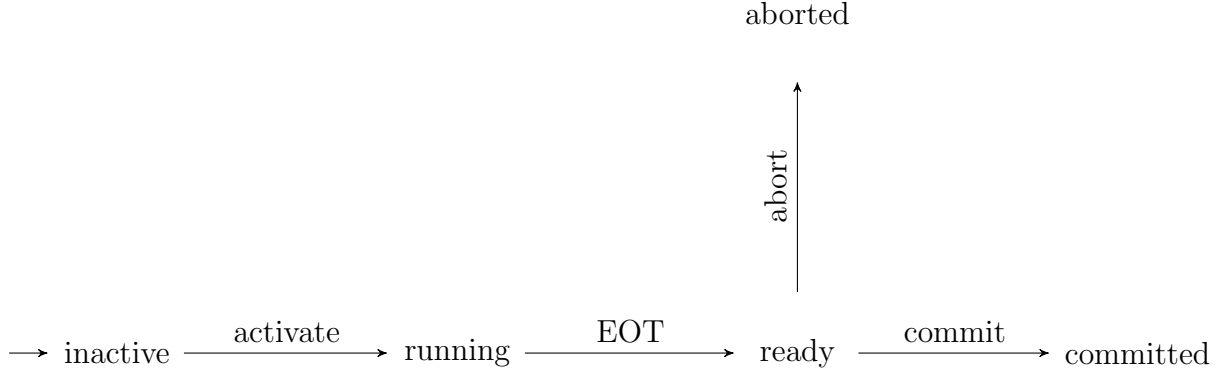 aborted
abort
activate
EOT
commit
inactive
running
ready
committed